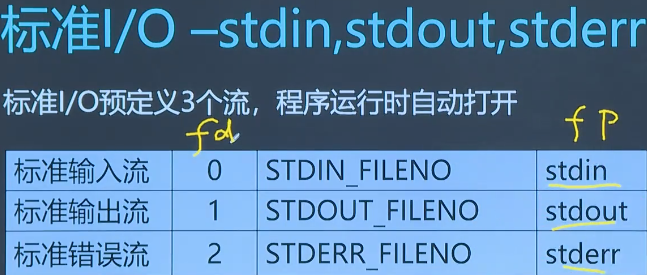 标准I/O –stdin,stdout,stderr
标准I/O预定义3个流，程序运行时自动打开
fd fp
标准输入流 0 STDIN_FILENO stdin
标准输出流 1 STDOUT_FILENO stdout
标准错误流 2 STDERR_FILENO stderr